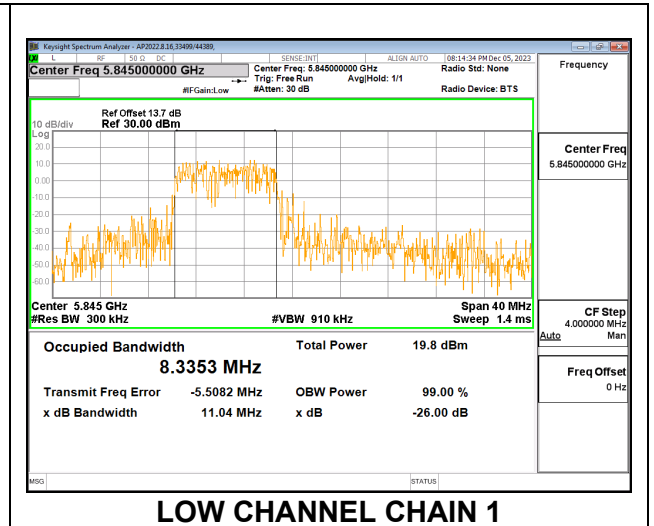 Keysight Spectrum Analyzer - AP2022.8.16,33499/44389,
L RF 50 Ω DC SENSE:INT ALIGN AUTO 08:14:34 PM Dec 05, 2023
Center Freq 5.845000000 GHz
Center Freq: 5.845000000 GHz Radio Std: None
Trig: Free Run Avg|Hold: 1/1
#IFGain:Low #Atten: 30 dB Radio Device: BTS
Frequency
Ref Offset 13.7 dB
10 dB/div Ref 30.00 dBm
Log
20.0
10.0
0.00
-10.0
-20.0
-30.0
-40.0
-50.0
-60.0
Center 5.845 GHz Span 40 MHz
#Res BW 300 kHz #VBW 910 kHz Sweep 1.4 ms
Center Freq
5.845000000 GHz
CF Step
4.000000 MHz
Auto Man
Freq Offset
0 Hz
Occupied Bandwidth Total Power 19.8 dBm
8.3353 MHz
Transmit Freq Error -5.5082 MHz OBW Power 99.00 %
x dB Bandwidth 11.04 MHz x dB -26.00 dB
MSG STATUS
LOW CHANNEL CHAIN 1